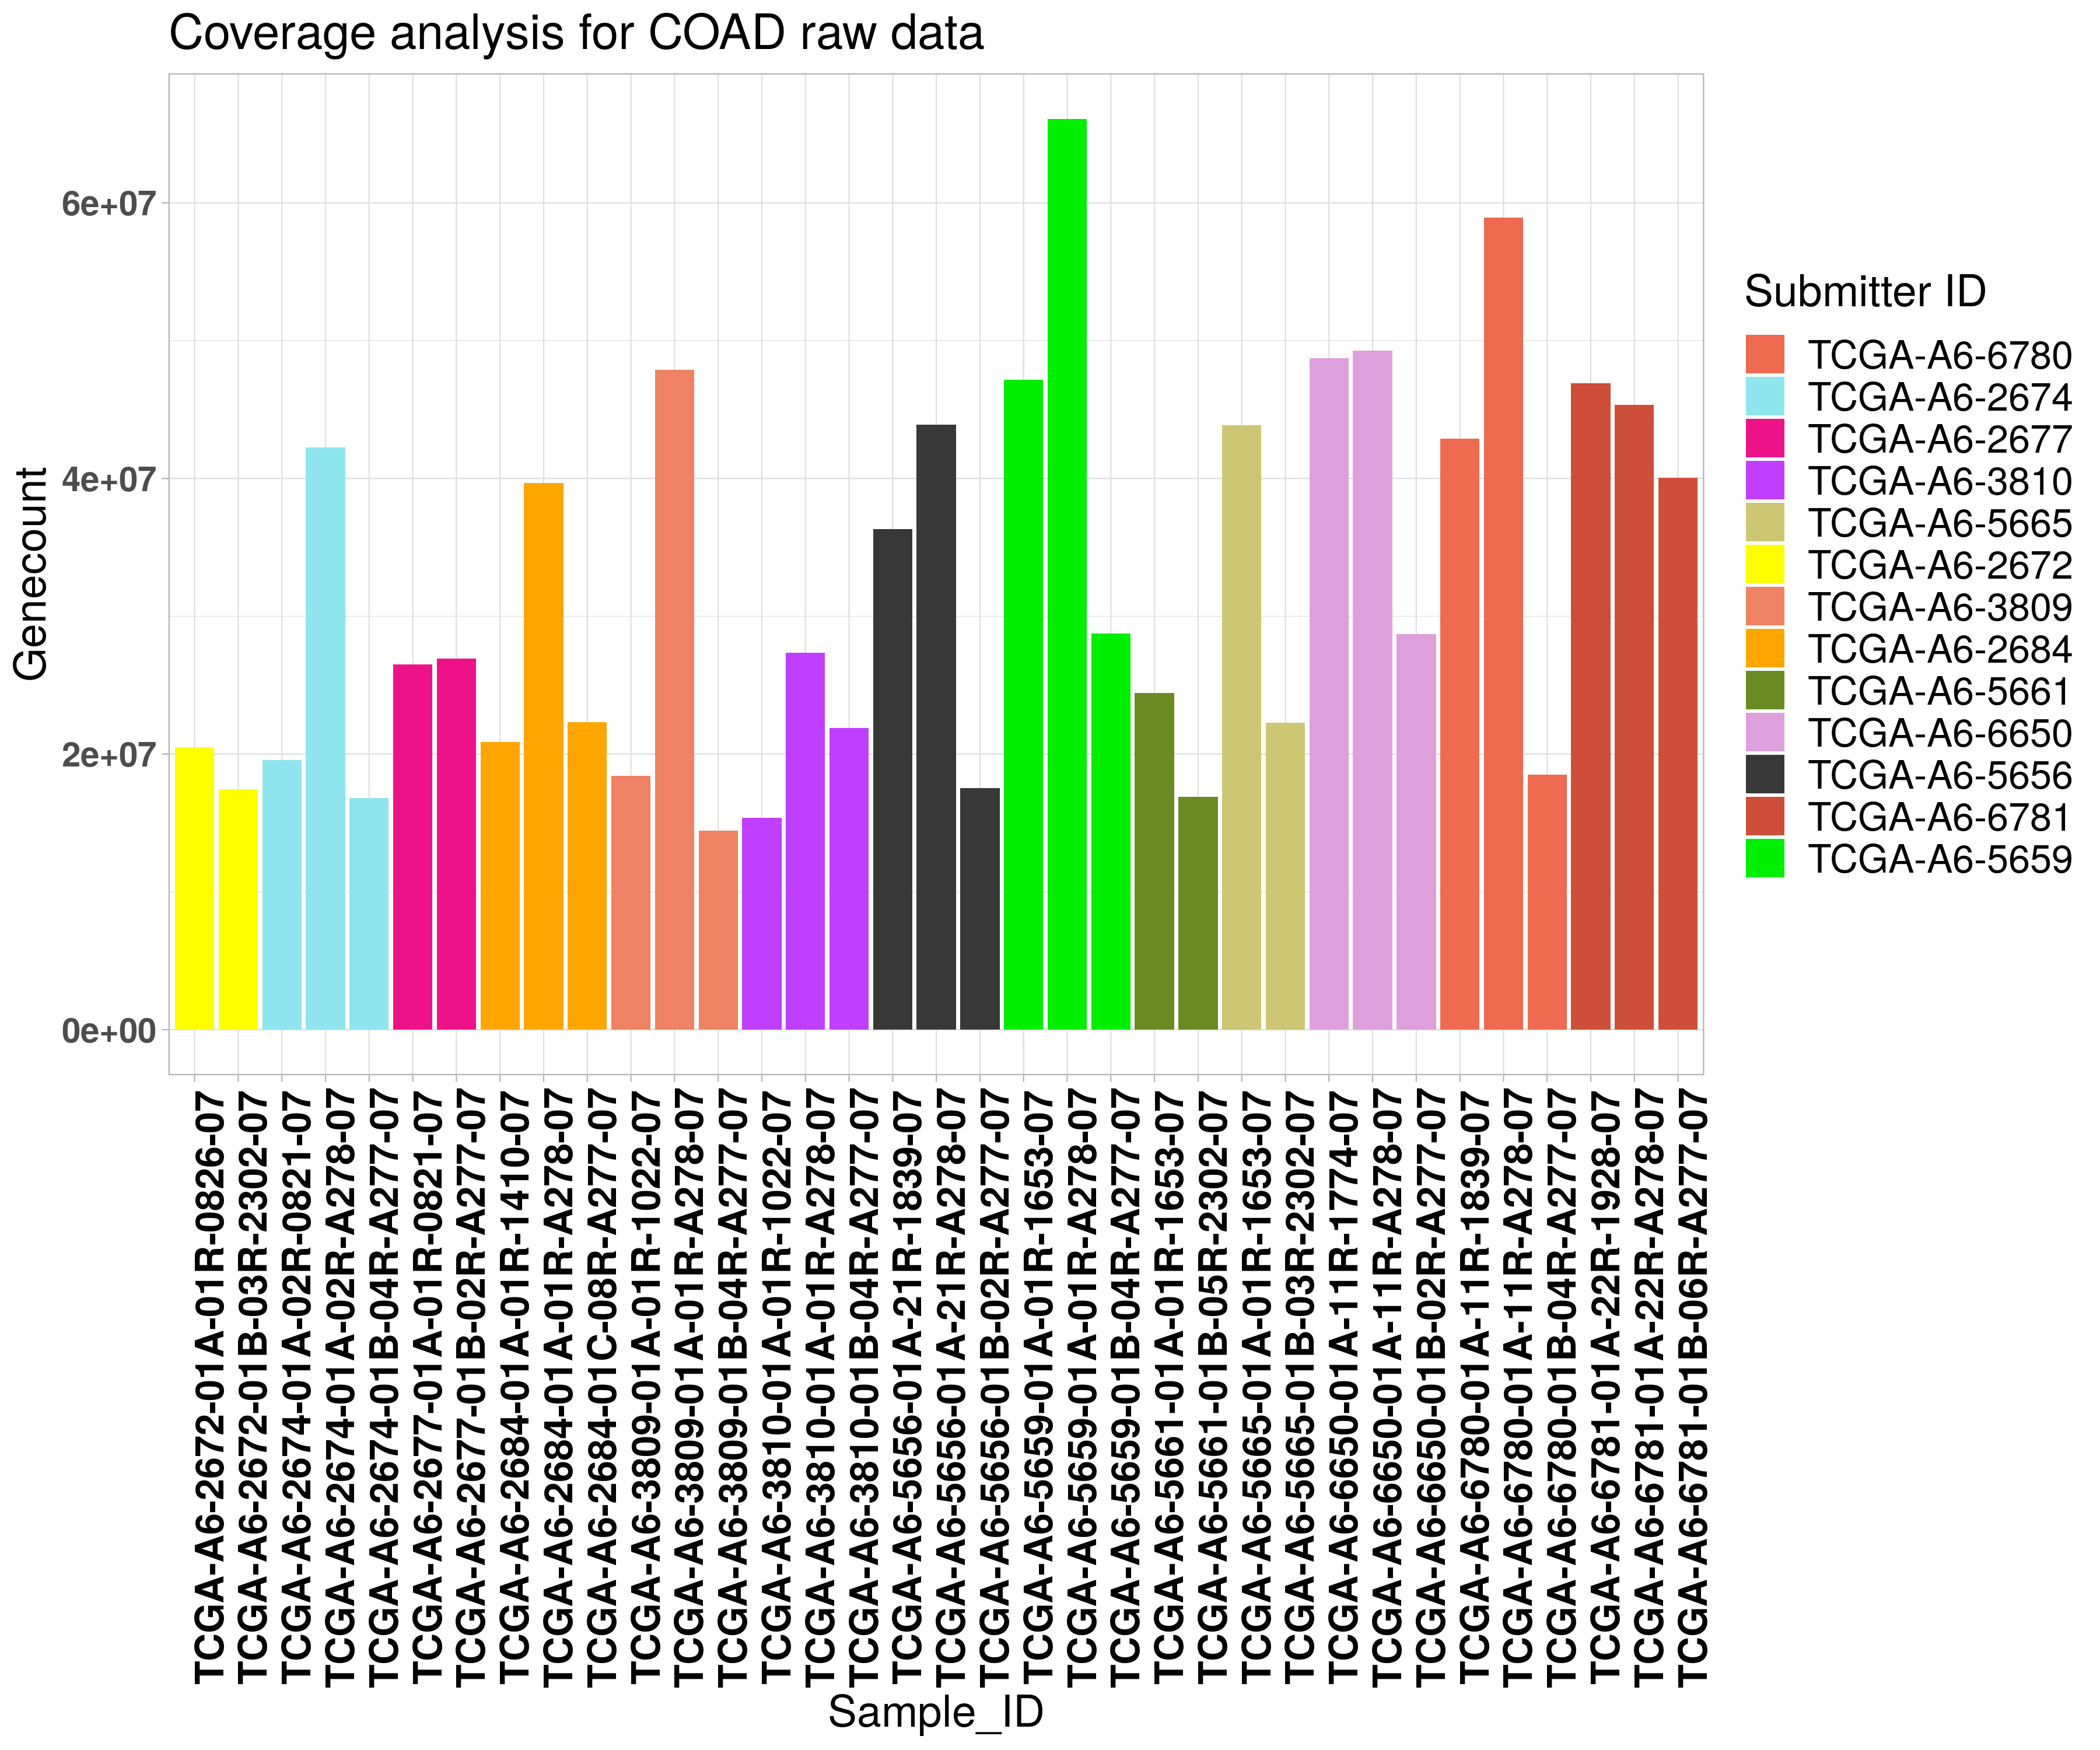 Coverage analysis for COAD raw data
Genecount
6e+07
4e+07
2e+07
0e+00
TCGA-A6-2672-01A-01R-0826-07
TCGA-A6-2672-01B-03R-2302-07
TCGA-A6-2674-01A-02R-0821-07
TCGA-A6-2674-01A-02R-A278-07
TCGA-A6-2674-01B-04R-A277-07
TCGA-A6-2677-01A-01R-0821-07
TCGA-A6-2677-01B-02R-A277-07
TCGA-A6-2684-01A-01R-1410-07
TCGA-A6-2684-01A-01R-A278-07
TCGA-A6-2684-01C-08R-A277-07
TCGA-A6-3809-01A-01R-1022-07
TCGA-A6-3809-01A-01R-A278-07
TCGA-A6-3809-01B-04R-A277-07
TCGA-A6-3810-01A-01R-1022-07
TCGA-A6-3810-01A-01R-A278-07
TCGA-A6-3810-01B-04R-A277-07
TCGA-A6-5656-01A-21R-1839-07
TCGA-A6-5656-01A-21R-A278-07
TCGA-A6-5656-01B-02R-A277-07
TCGA-A6-5659-01A-01R-1653-07
TCGA-A6-5659-01A-01R-A278-07
TCGA-A6-5659-01B-04R-A277-07
TCGA-A6-5661-01A-01R-1653-07
TCGA-A6-5661-01B-05R-2302-07
TCGA-A6-5665-01A-01R-1653-07
TCGA-A6-5665-01B-03R-2302-07
TCGA-A6-6650-01A-11R-1774-07
TCGA-A6-6650-01A-11R-A278-07
TCGA-A6-6650-01B-02R-A277-07
TCGA-A6-6780-01A-11R-1839-07
TCGA-A6-6780-01A-11R-A278-07
TCGA-A6-6780-01B-04R-A277-07
TCGA-A6-6781-01A-22R-1928-07
TCGA-A6-6781-01A-22R-A278-07
TCGA-A6-6781-01B-06R-A277-07
Sample_ID
Submitter ID
TCGA-A6-6780
TCGA-A6-2674
TCGA-A6-2677
TCGA-A6-3810
TCGA-A6-5665
TCGA-A6-2672
TCGA-A6-3809
TCGA-A6-2684
TCGA-A6-5661
TCGA-A6-6650
TCGA-A6-5656
TCGA-A6-6781
TCGA-A6-5659